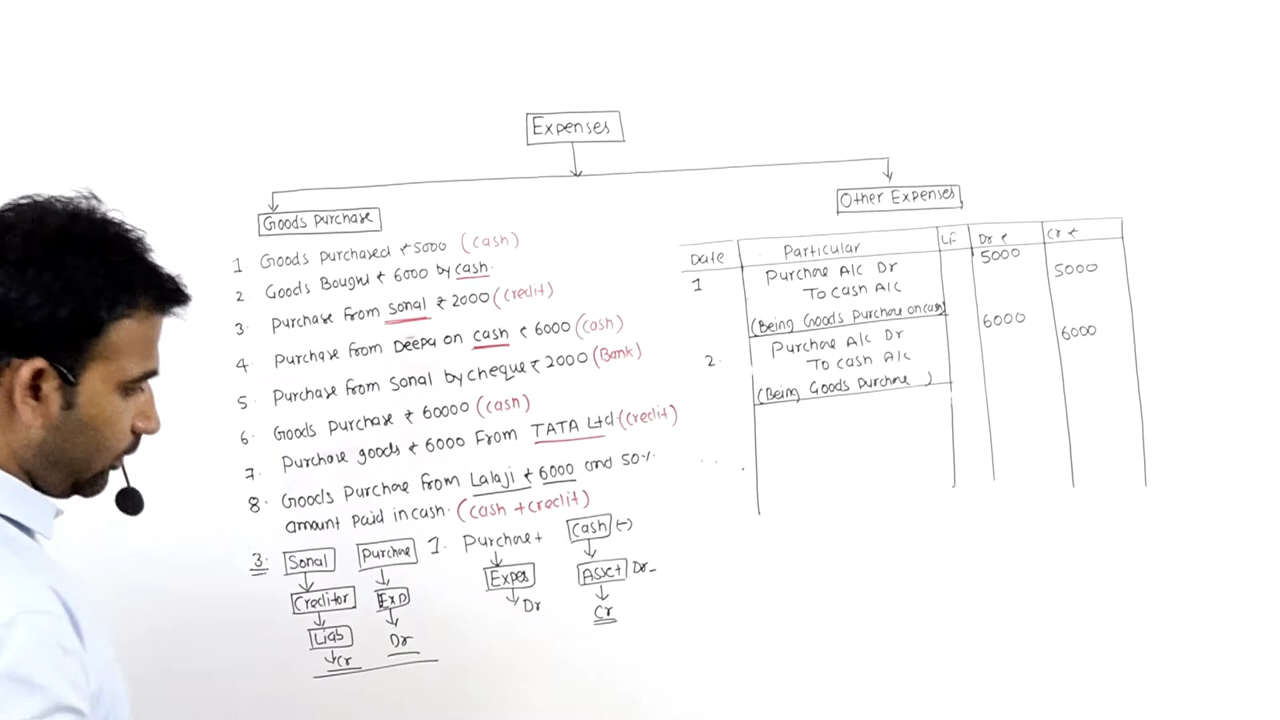 Expenses
Goods Purchase
1. Goods purchased ₹5000 (cash)
2. Goods Bought ₹ 6000 by cash.
3. Purchase from Sonal ₹ 2000 (credit)
4. Purchase from Deepa on cash ₹ 6000 (cash)
5. Purchase from Sonal by cheque ₹ 2000 (Bank)
6. Goods Purchase ₹ 60000 (cash)
7. Purchase goods ₹ 6000 From TATA Ltd (credit)
8. Goods Purchase from Lalaji ₹ 6000 and 50%
amount paid in cash. (cash + credit)
3. Sonal Purchase
Creditor Exp
Liab Dr
Cr
1. Purchase + Cash (-)
Expes Asset Dr-
Dr Cr
Other Expenses
Date Particular LF Dr ₹ Cr ₹
1 Purchase A/c Dr 5000
To Cash A/c 5000
(Being Goods Purchase on cash)
2. Purchase A/c Dr 6000
To cash A/c 6000
(Being Goods Purchase )